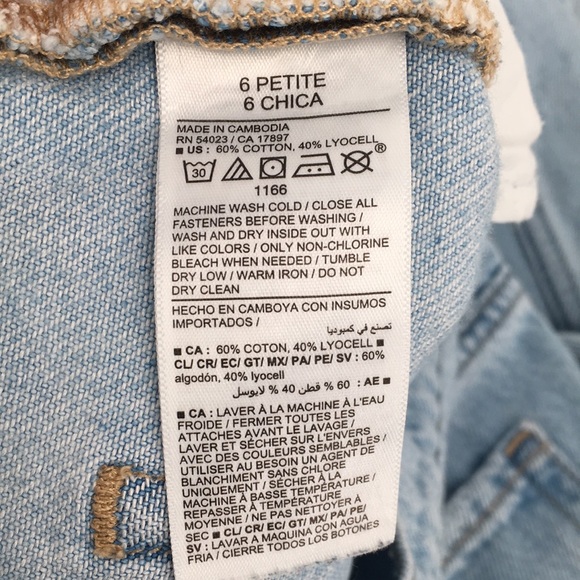 6 PETITE
6 CHICA
MADE IN CAMBODIA
RN 54023 / CA 17897
■ US : 60% COTTON, 40% LYOCELL
30
®
1166
MACHINE WASH COLD / CLOSE ALL
FASTENERS BEFORE WASHING /
WASH AND DRY INSIDE OUT WITH
LIKE COLORS / ONLY NON-CHLORINE
BLEACH WHEN NEEDED / TUMBLE
DRY LOW / WARM IRON / DO NOT
DRY CLEAN
HECHO EN CAMBOYA CON INSUMOS
IMPORTADOS /
تصنع في كمبوديا
■ CA : 60% COTON, 40% LYOCELL ■
CL/ CR/ EC/ GT/ MX/ PA/ PE/ SV : 60%
algodón, 40% lyocell
■ AE : 60 % قطن 40 % لايوسل
■ CA : LAVER À LA MACHINE À L'EAU
FROIDE / FERMER TOUTES LES
ATTACHES AVANT LE LAVAGE /
LAVER ET SÉCHER SUR L'ENVERS
AVEC DES COULEURS SEMBLABLES /
UTILISER AU BESOIN UN AGENT DE
BLANCHIMENT SANS CHLORE
UNIQUEMENT / SÉCHER À LA
MACHINE À BASSE TEMPÉRATURE /
REPASSER À TEMPÉRATURE
MOYENNE / NE PAS NETTOYER À
SEC ■ CL/ CR/ EC/ GT/ MX/ PA/ PE/
SV : LAVAR A MAQUINA CON AGUA
FRIA / CIERRE TODOS LOS BOTONES